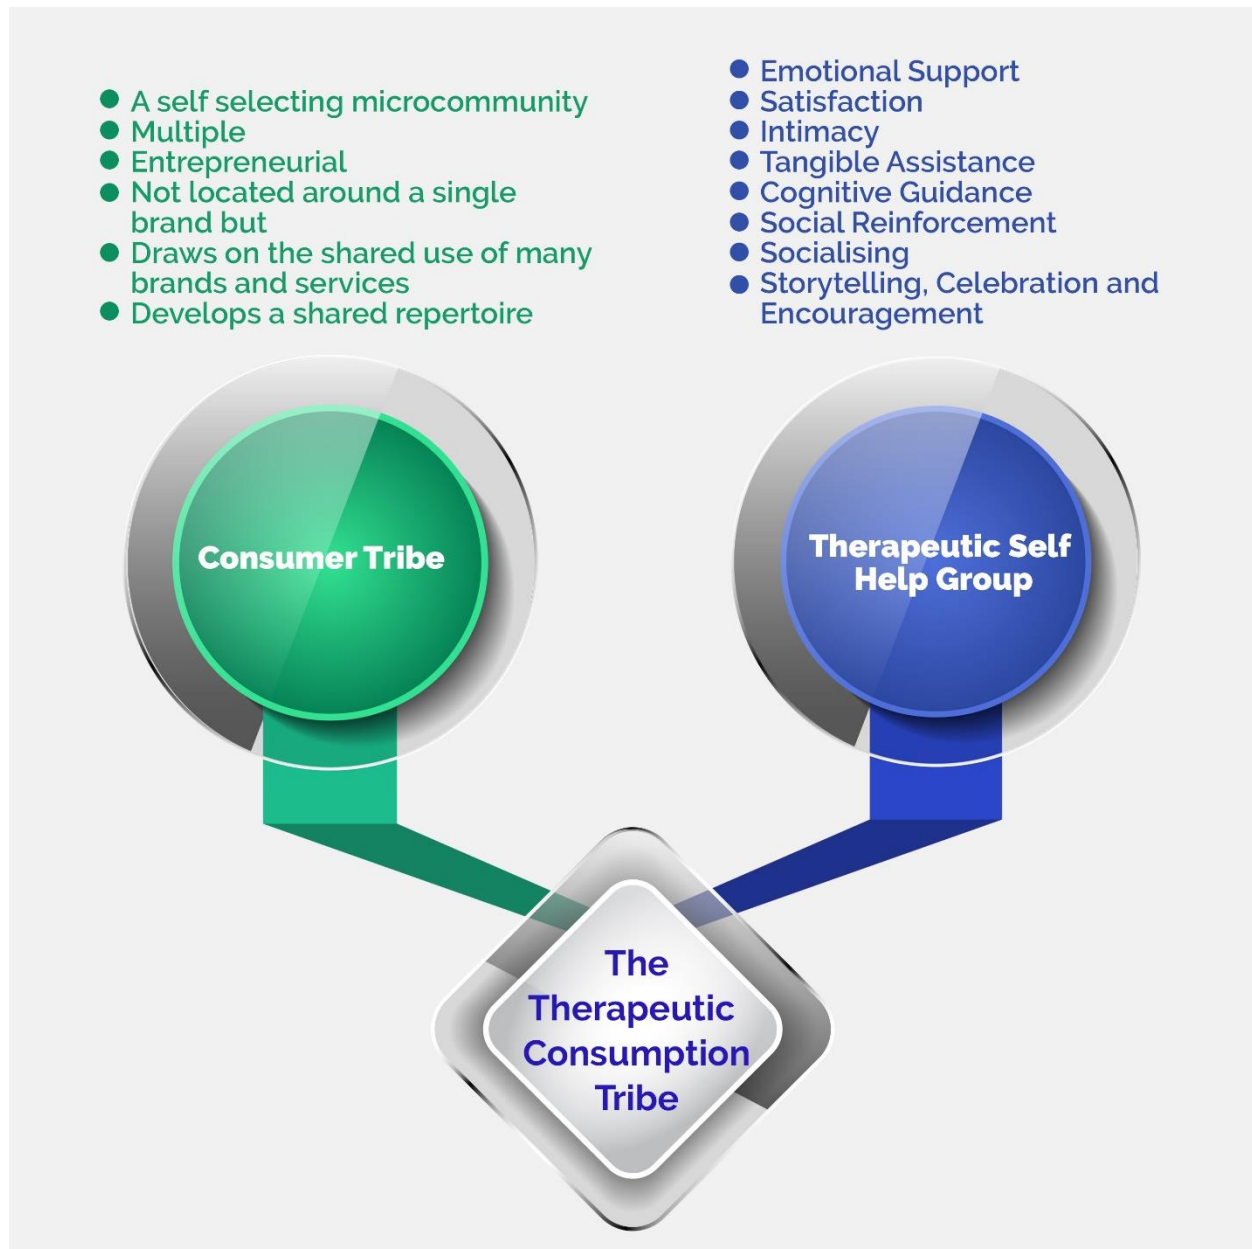 ● A self selecting microcommunity
● Multiple
● Entrepreneurial
● Not located around a single
brand but
● Draws on the shared use of many
brands and services
● Develops a shared repertoire
● Emotional Support
● Satisfaction
● Intimacy
● Tangible Assistance
● Cognitive Guidance
● Social Reinforcement
● Socialising
● Storytelling, Celebration and
Encouragement
Consumer Tribe
Therapeutic Self
Help Group
The
Therapeutic
Consumption
Tribe